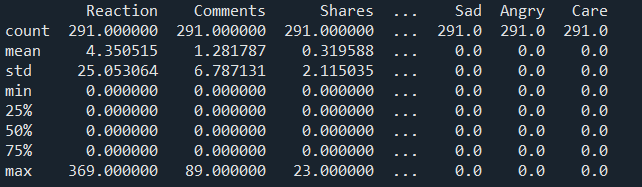 Reaction Comments Shares ... Sad Angry Care
count 291.000000 291.000000 291.000000 ... 291.0 291.0 291.0
mean 4.350515 1.281787 0.319588 ... 0.0 0.0 0.0
std 25.053064 6.787131 2.115035 ... 0.0 0.0 0.0
min 0.000000 0.000000 0.000000 ... 0.0 0.0 0.0
25% 0.000000 0.000000 0.000000 ... 0.0 0.0 0.0
50% 0.000000 0.000000 0.000000 ... 0.0 0.0 0.0
75% 0.000000 0.000000 0.000000 ... 0.0 0.0 0.0
max 369.000000 89.000000 23.000000 ... 0.0 0.0 0.0